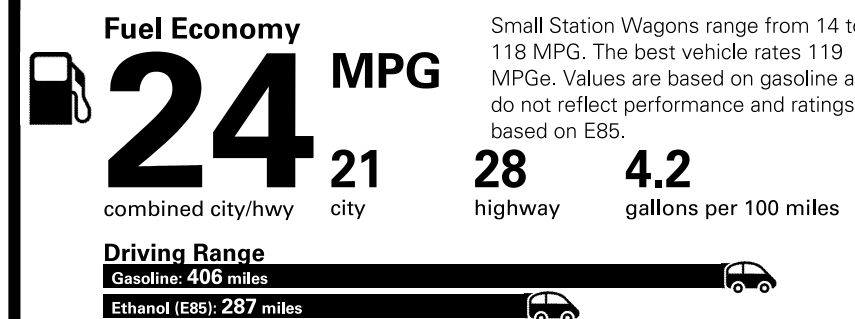 Fuel Economy
24 MPG
Small Station Wagons range from 14 to
118 MPG. The best vehicle rates 119
MPGe. Values are based on gasoline
do not reflect performance and ratings
based on E85.
combined city/hwy
21
city
28
highway
4.2
gallons per 100 miles
Driving Range
Gasoline: 406 miles
Ethanol (E85): 287 miles